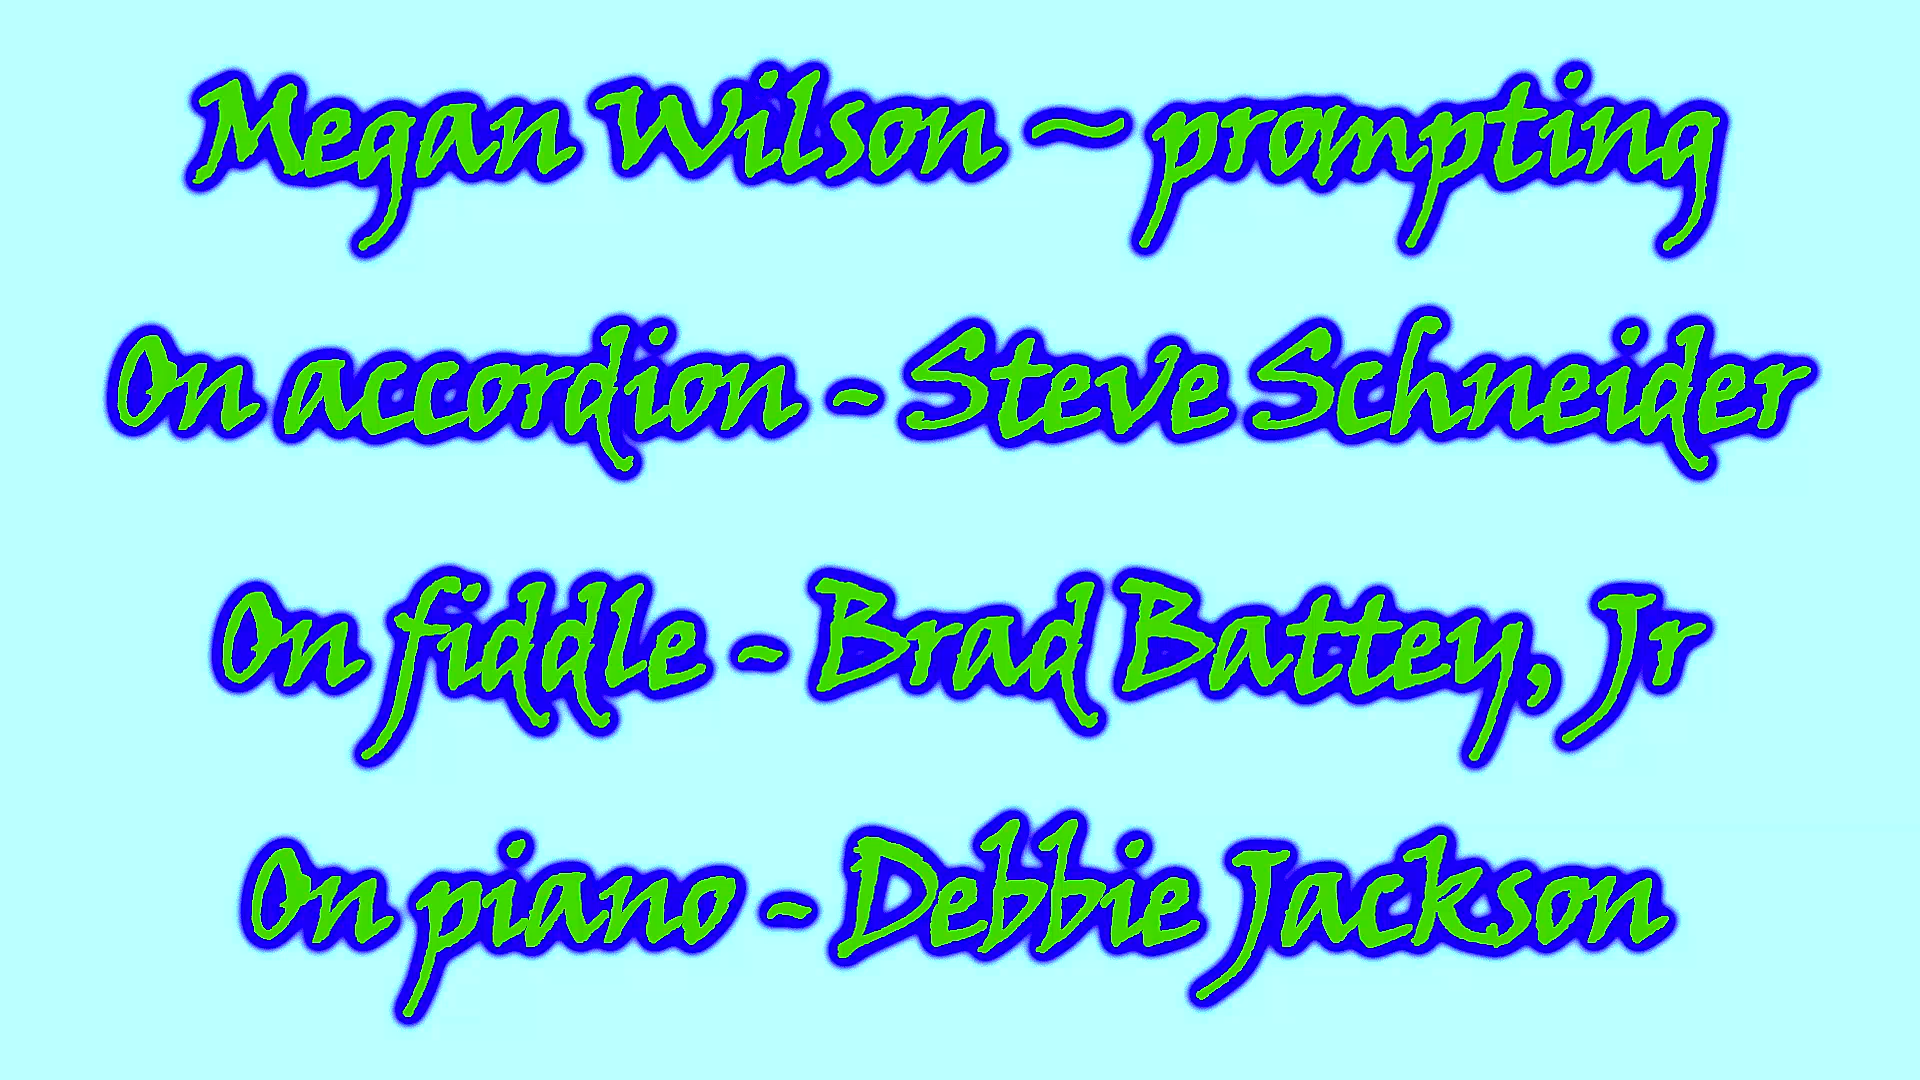 Megan Wilson ~ prompting
On accordion - Steve Schneider
On fiddle - Brad Battey, Jr
On piano - Debbie Jackson